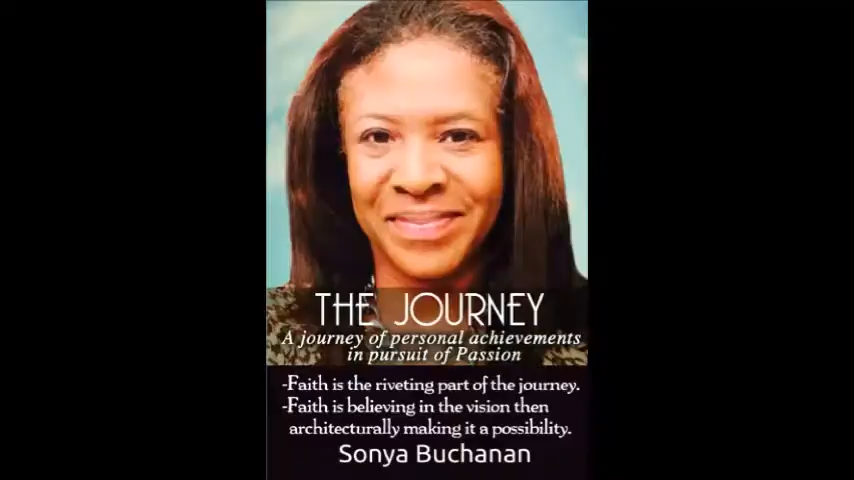 THE JOURNEY
A journey of personal achievements
in pursuit of Passion
-Faith is the riveting part of the journey.
-Faith is believing in the vision then
architecturally making it a possibility.
Sonya Buchanan